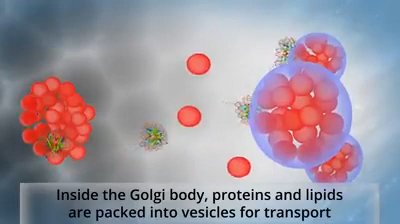 Inside the Golgi body, proteins and lipids
are packed into vesicles for transport